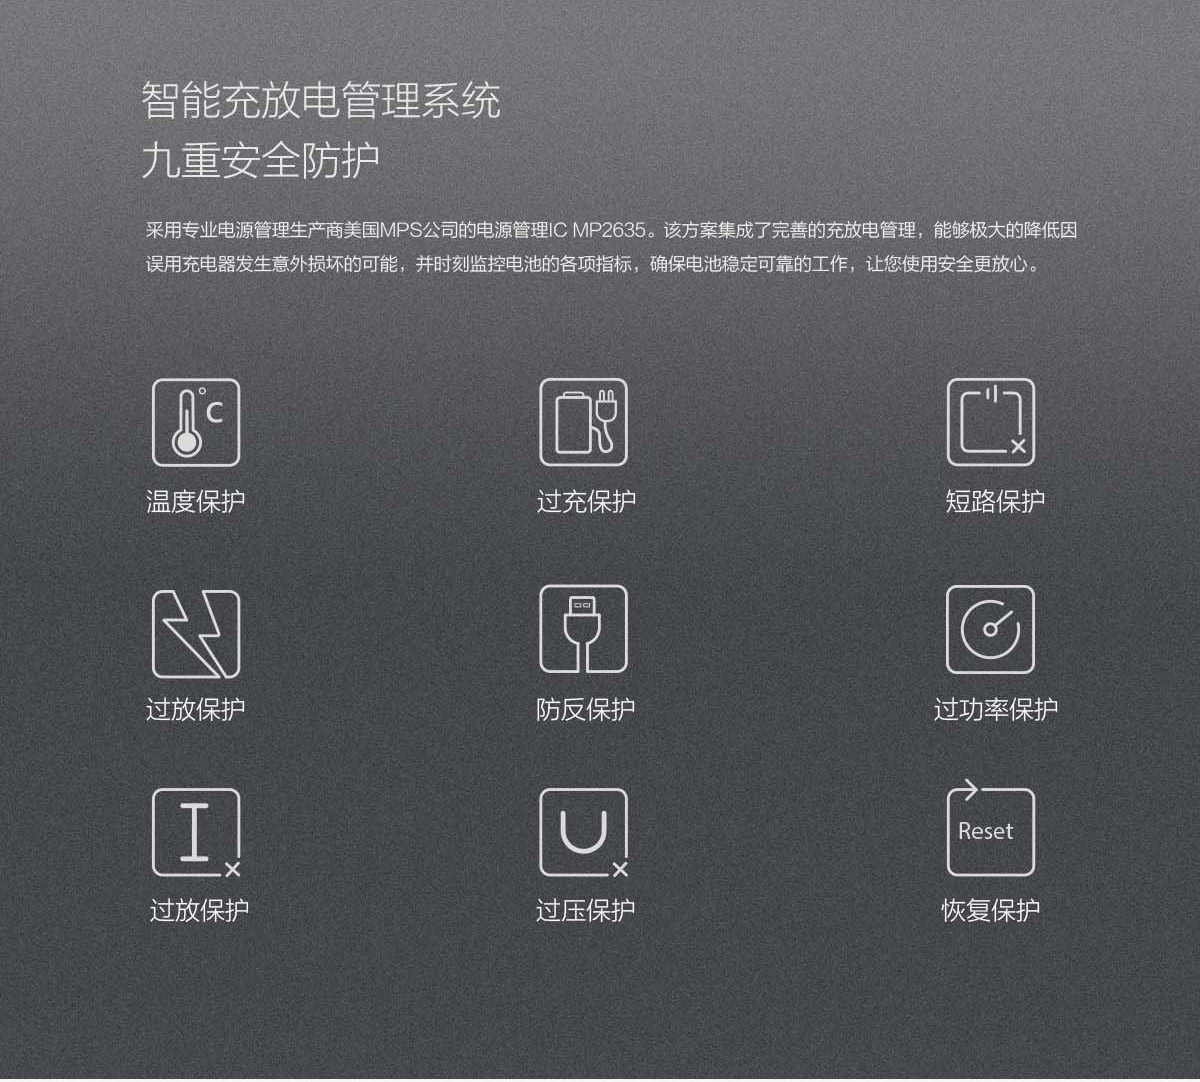 智能充放电管理系统
九重安全防护
采用专业电源管理生产商美国MPS公司的电源管理IC MP2635。该方案集成了完善的充放电管理，能够极大的降低因
误用充电器发生意外损坏的可能，并时刻监控电池的各项指标，确保电池稳定可靠的工作，让您使用安全更放心。
°C
温度保护
过充保护
短路保护
过放保护
防反保护
过功率保护
I
U
Reset
过放保护
过压保护
恢复保护